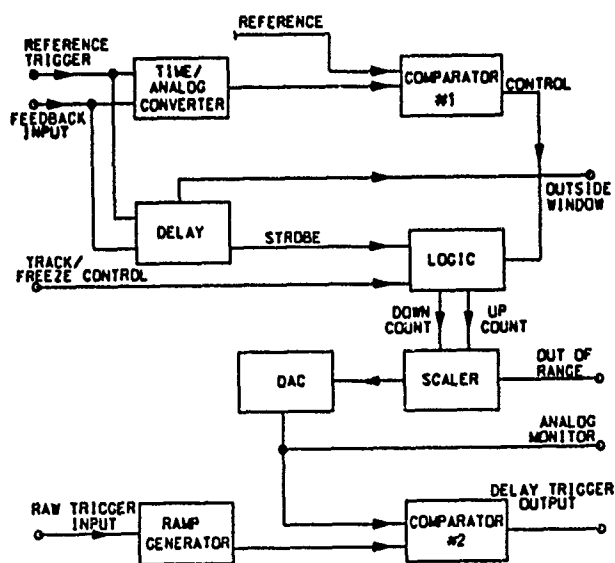 REFERENCE
REFERENCE
TRIGGER
TIME/
ANALOG
CONVERTER
COMPARATOR
#1
CONTROL
FEEDBACK
INPUT
OUTSIDE
WINDOW
DELAY
STROBE
LOGIC
TRACK/
FREEZE CONTROL
DOWN
COUNT
UP
COUNT
DAC
SCALER
OUT OF
RANGE
ANALOG
MONITOR
RAW TRIGGER
INPUT
RAMP
GENERATOR
COMPARATOR
#2
DELAY TRIGGER
OUTPUT